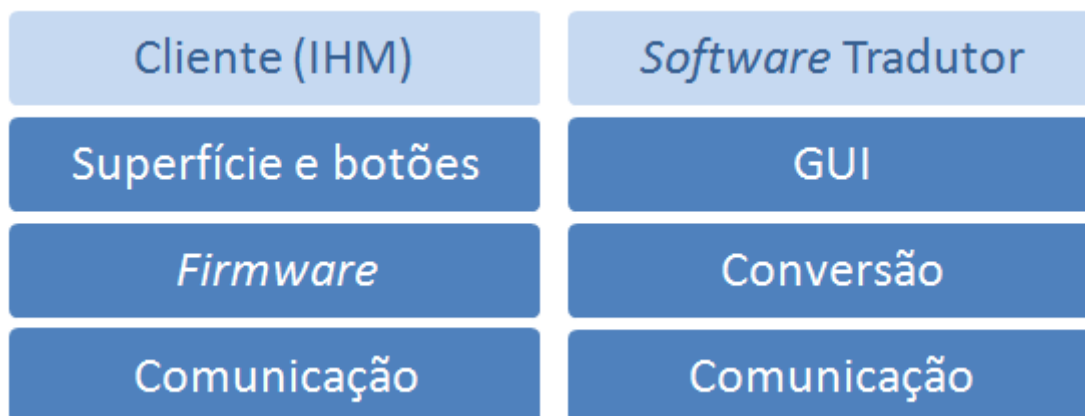 Cliente (IHM)
Software Tradutor
Superfície e botões
GUI
Firmware
Conversão
Comunicação
Comunicação